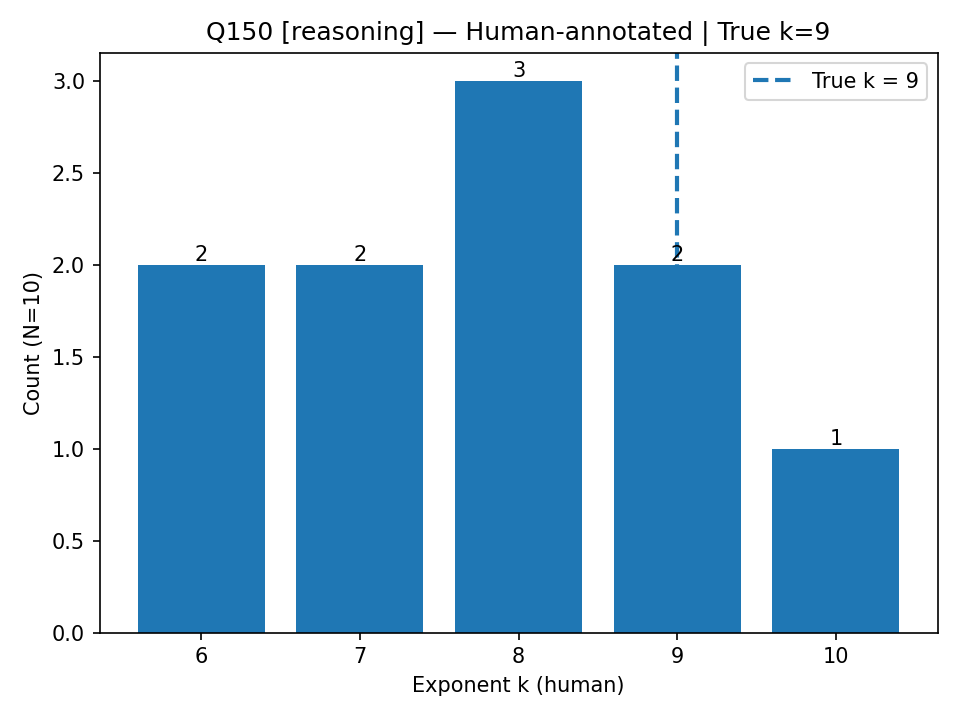 Q150 [reasoning] — Human-annotated | True k=9
True k = 9
3
2
2
2
1
3.0
2.5
2.0
1.5
1.0
0.5
0.0
Count (N=10)
6 7 8 9 10
Exponent k (human)